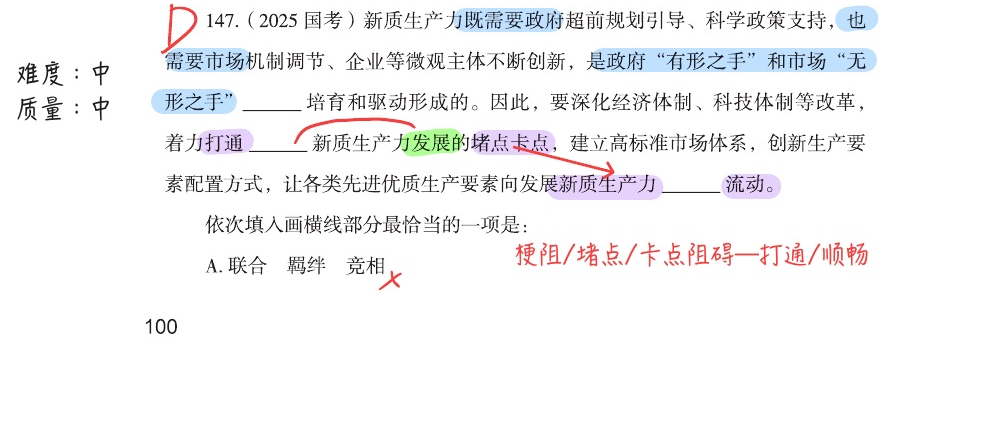 D 147.（2025 国考）新质生产力既需要政府超前规划引导、科学政策支持，也
需要市场机制调节、企业等微观主体不断创新，是政府“有形之手”和市场“无
难度：中
质量：中
形之手”______培育和驱动形成的。因此，要深化经济体制、科技体制等改革，
着力打通______新质生产力发展的堵点卡点，建立高标准市场体系，创新生产要
素配置方式，让各类先进优质生产要素向发展新质生产力______流动。
依次填入画横线部分最恰当的一项是：
梗阻/堵点/卡点阻碍—打通/顺畅
A. 联合 羁绊 竞相
100